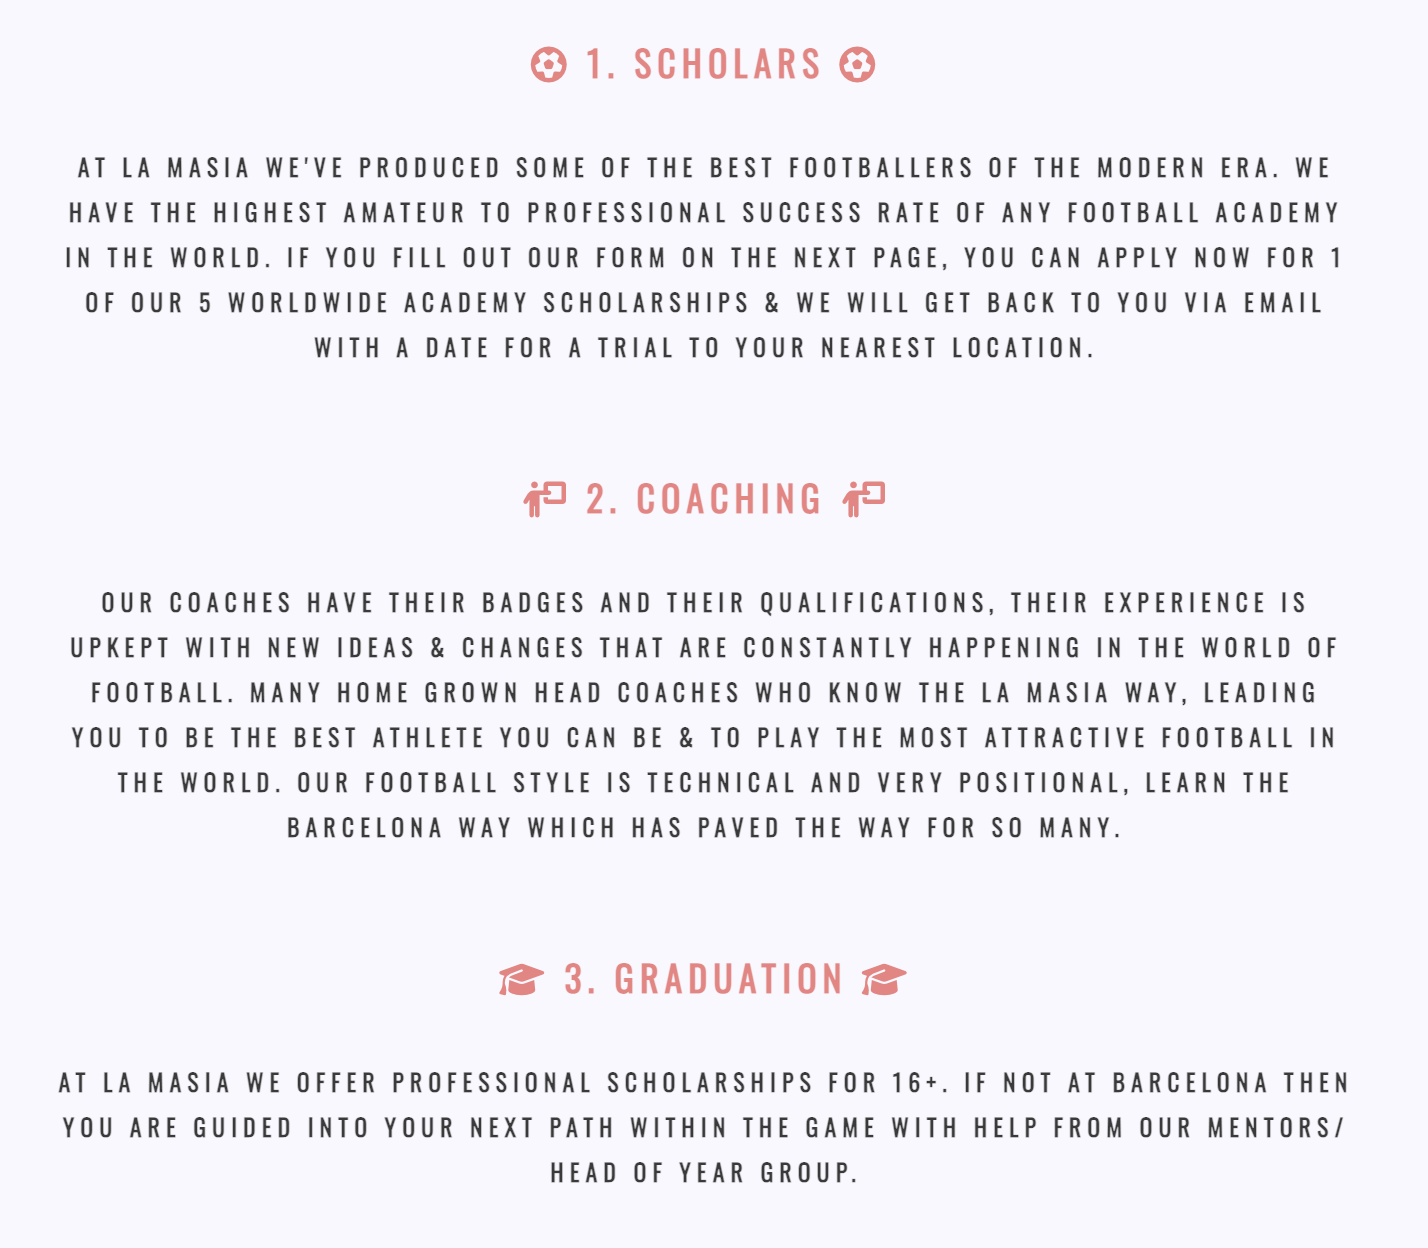 1. SCHOLARS
AT LA MASIA WE'VE PRODUCED SOME OF THE BEST FOOTBALLERS OF THE MODERN ERA. WE
HAVE THE HIGHEST AMATEUR TO PROFESSIONAL SUCCESS RATE OF ANY FOOTBALL ACADEMY
IN THE WORLD. IF YOU FILL OUT OUR FORM ON THE NEXT PAGE, YOU CAN APPLY NOW FOR 1
OF OUR 5 WORLDWIDE ACADEMY SCHOLARSHIPS & WE WILL GET BACK TO YOU VIA EMAIL
WITH A DATE FOR A TRIAL TO YOUR NEAREST LOCATION.
2. COACHING
OUR COACHES HAVE THEIR BADGES AND THEIR QUALIFICATIONS, THEIR EXPERIENCE IS
UPKEPT WITH NEW IDEAS & CHANGES THAT ARE CONSTANTLY HAPPENING IN THE WORLD OF
FOOTBALL. MANY HOME GROWN HEAD COACHES WHO KNOW THE LA MASIA WAY, LEADING
YOU TO BE THE BEST ATHLETE YOU CAN BE & TO PLAY THE MOST ATTRACTIVE FOOTBALL IN
THE WORLD. OUR FOOTBALL STYLE IS TECHNICAL AND VERY POSITIONAL, LEARN THE
BARCELONA WAY WHICH HAS PAVED THE WAY FOR SO MANY.
3. GRADUATION
AT LA MASIA WE OFFER PROFESSIONAL SCHOLARSHIPS FOR 16+. IF NOT AT BARCELONA THEN
YOU ARE GUIDED INTO YOUR NEXT PATH WITHIN THE GAME WITH HELP FROM OUR MENTORS/
HEAD OF YEAR GROUP.